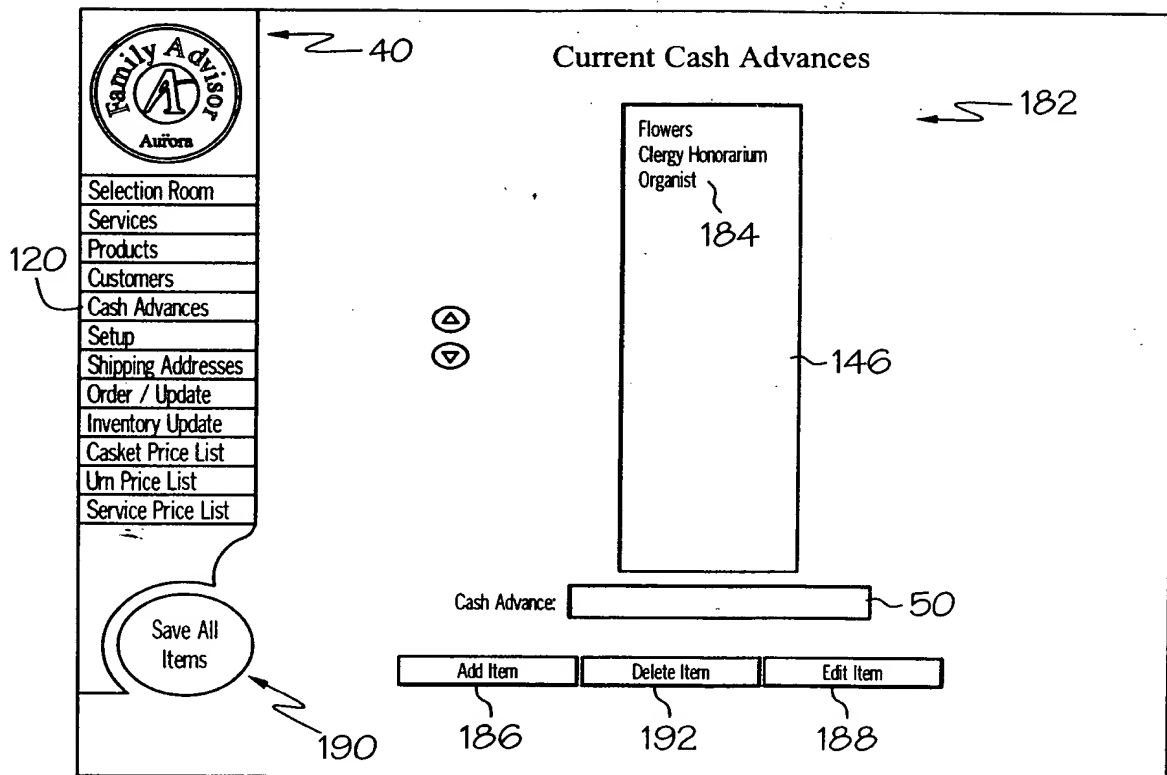 Family Advisor
A
Aurora
40
Current Cash Advances
182
Flowers
Clergy Honorarium
Organist
184
Selection Room
Services
Products
120
Customers
Cash Advances
Setup
Shipping Addresses
146
Order / Update
Inventory Update
Casket Price List
Urn Price List
Service Price List
Cash Advance:
50
Save All
Items
Add Item
Delete Item
Edit Item
190
186
192
188